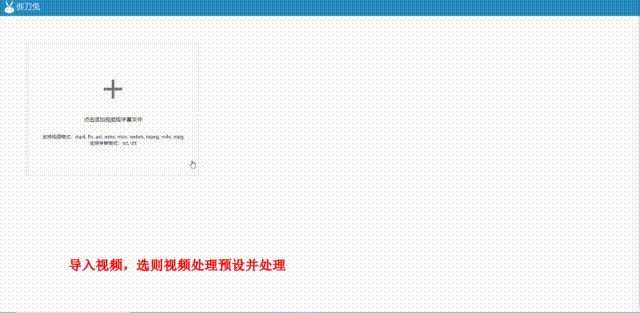 剪刀兔
点击添加视频或字幕文件
支持视频格式: mp4, flv, avi, wmv, mov, webm, mpeg, m4v, mpg
支持字幕格式: srt, vtt
导入视频，选则视频处理预设并处理